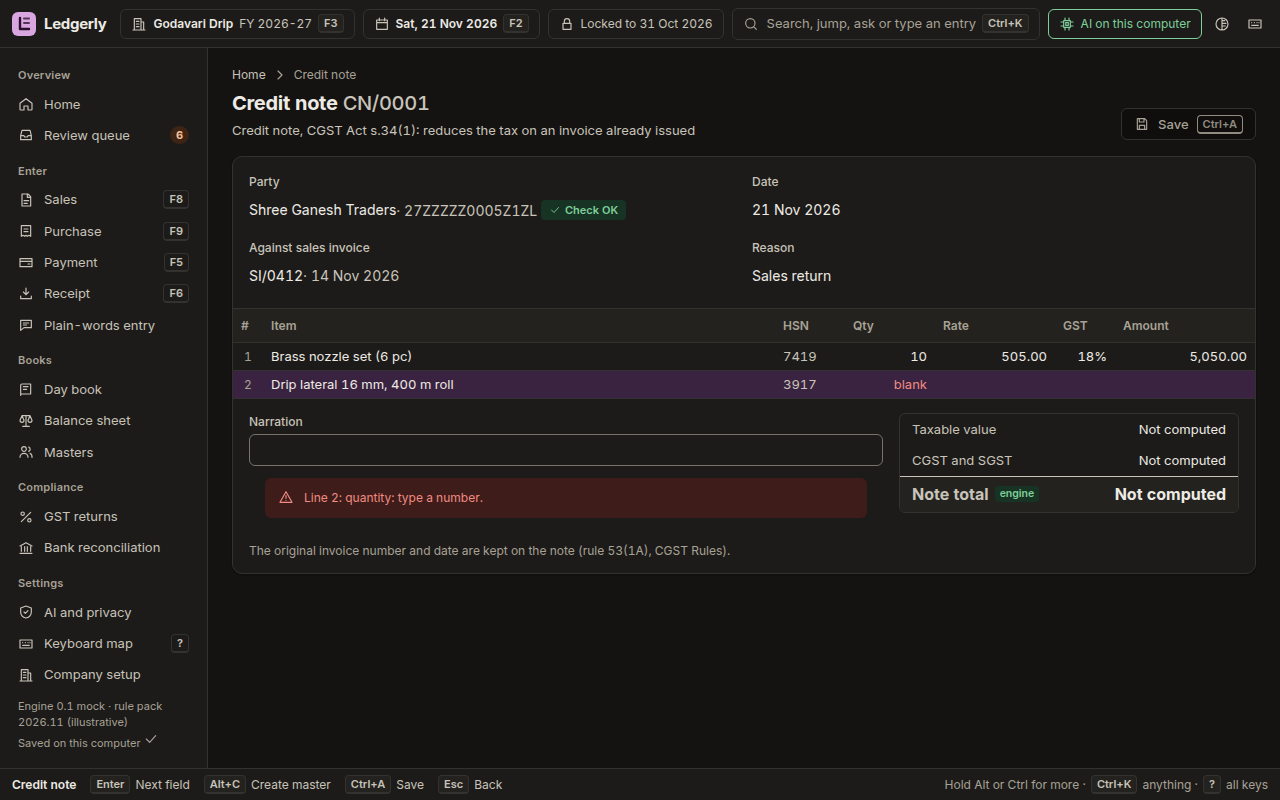 Ledgerly
Godavari Drip FY 2026-27 F3
Sat, 21 Nov 2026 F2
Locked to 31 Oct 2026
Search, jump, ask or type an entry Ctrl+K
AI on this computer
Overview
Home
Review queue 6
Enter
Sales F8
Purchase F9
Payment F5
Receipt F6
Plain-words entry
Books
Day book
Balance sheet
Masters
Compliance
GST returns
Bank reconciliation
Settings
AI and privacy
Keyboard map ?
Company setup
Engine 0.1 mock · rule pack
2026.11 (illustrative)
Saved on this computer
Home > Credit note
Credit note CN/0001
Credit note, CGST Act s.34(1): reduces the tax on an invoice already issued
Save Ctrl+A
Party
Shree Ganesh Traders · 27ZZZZZ0005Z1ZL Check OK
Date
21 Nov 2026
Against sales invoice
SI/0412 · 14 Nov 2026
Reason
Sales return
# Item HSN Qty Rate GST Amount
1 Brass nozzle set (6 pc) 7419 10 505.00 18% 5,050.00
2 Drip lateral 16 mm, 400 m roll 3917 blank
Narration
Line 2: quantity: type a number.
Taxable value Not computed
CGST and SGST Not computed
Note total engine Not computed
The original invoice number and date are kept on the note (rule 53(1A), CGST Rules).
Credit note Enter Next field Alt+C Create master Ctrl+A Save Esc Back
Hold Alt or Ctrl for more · Ctrl+K anything · ? all keys